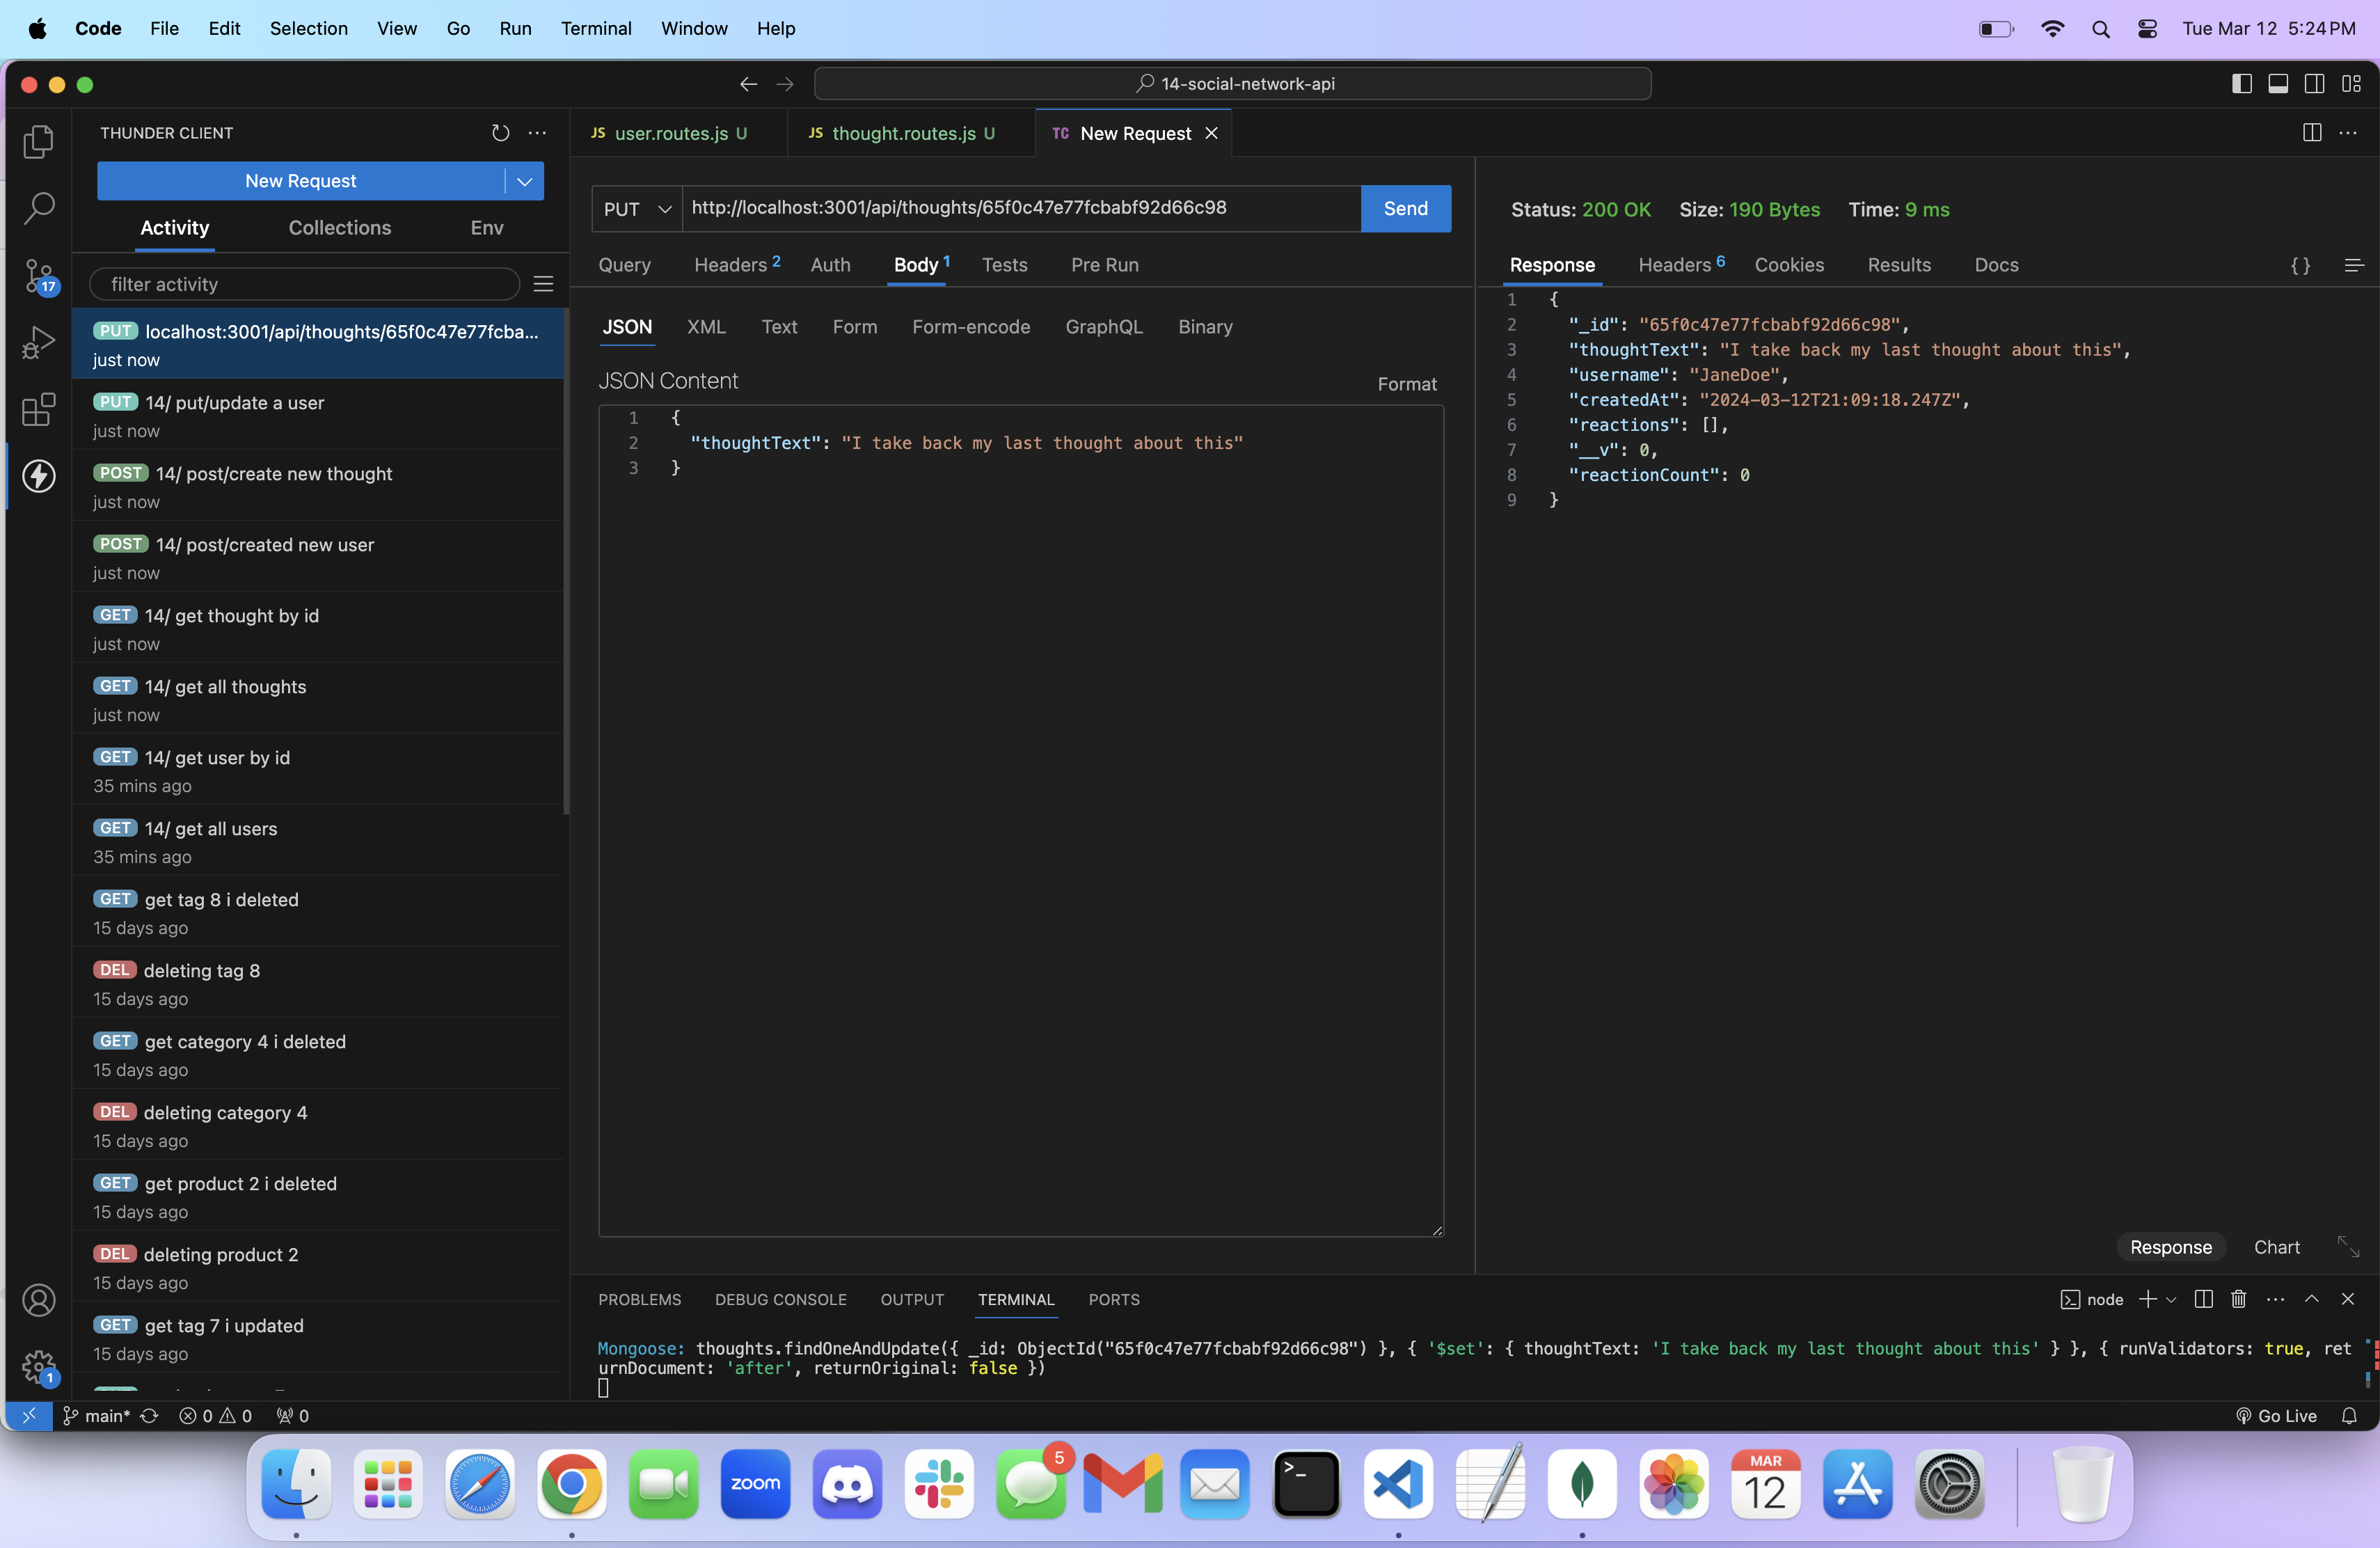 Code File Edit Selection View Go Run Terminal Window Help Tue Mar 12 5:24 PM
14-social-network-api
THUNDER CLIENT
New Request
Activity Collections Env
filter activity
PUT localhost:3001/api/thoughts/65f0c47e77fcba...
just now
PUT 14/ put/update a user
just now
POST 14/ post/create new thought
just now
POST 14/ post/created new user
just now
GET 14/ get thought by id
just now
GET 14/ get all thoughts
just now
GET 14/ get user by id
35 mins ago
GET 14/ get all users
35 mins ago
GET get tag 8 i deleted
15 days ago
DEL deleting tag 8
15 days ago
GET get category 4 i deleted
15 days ago
DEL deleting category 4
15 days ago
GET get product 2 i deleted
15 days ago
DEL deleting product 2
15 days ago
GET get tag 7 i updated
15 days ago
17
1
JS user.routes.js U JS thought.routes.js U TC New Request
PUT http://localhost:3001/api/thoughts/65f0c47e77fcbabf92d66c98 Send
Query Headers 2 Auth Body 1 Tests Pre Run
JSON XML Text Form Form-encode GraphQL Binary
JSON Content Format
1 {
2 "thoughtText": "I take back my last thought about this"
3 }
Status: 200 OK Size: 190 Bytes Time: 9 ms
Response Headers 6 Cookies Results Docs { }
1 {
2 "_id": "65f0c47e77fcbabf92d66c98",
3 "thoughtText": "I take back my last thought about this",
4 "username": "JaneDoe",
5 "createdAt": "2024-03-12T21:09:18.247Z",
6 "reactions": [],
7 "__v": 0,
8 "reactionCount": 0
9 }
Response Chart
PROBLEMS DEBUG CONSOLE OUTPUT TERMINAL PORTS node
Mongoose: thoughts.findOneAndUpdate({ _id: ObjectId("65f0c47e77fcbabf92d66c98") }, { '$set': { thoughtText: 'I take back my last thought about this' } }, { runValidators: true, ret
urnDocument: 'after', returnOriginal: false })
main* 0 0 0 Go Live
zoom
5
>_
MAR
12